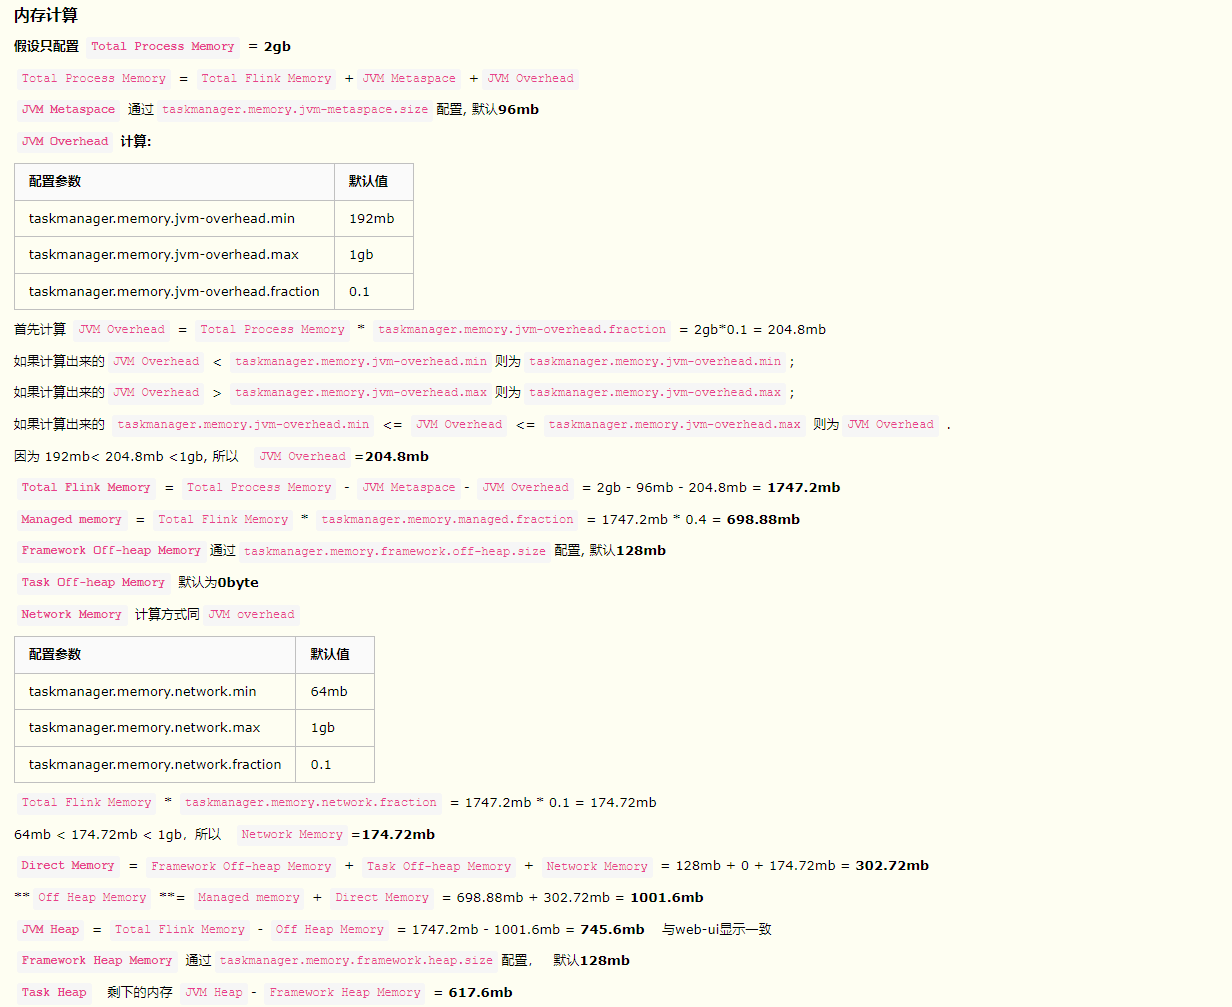 内存计算
假设只配置 Total Process Memory = 2gb
Total Process Memory = Total Flink Memory + JVM Metaspace + JVM Overhead
JVM Metaspace 通过 taskmanager.memory.jvm-metaspace.size 配置, 默认96mb
JVM Overhead 计算:
配置参数 默认值
taskmanager.memory.jvm-overhead.min 192mb
taskmanager.memory.jvm-overhead.max 1gb
taskmanager.memory.jvm-overhead.fraction 0.1
首先计算 JVM Overhead = Total Process Memory * taskmanager.memory.jvm-overhead.fraction = 2gb*0.1 = 204.8mb
如果计算出来的 JVM Overhead < taskmanager.memory.jvm-overhead.min 则为 taskmanager.memory.jvm-overhead.min ;
如果计算出来的 JVM Overhead > taskmanager.memory.jvm-overhead.max 则为 taskmanager.memory.jvm-overhead.max ;
如果计算出来的 taskmanager.memory.jvm-overhead.min <= JVM Overhead <= taskmanager.memory.jvm-overhead.max 则为 JVM Overhead .
因为 192mb< 204.8mb <1gb, 所以 JVM Overhead =204.8mb
Total Flink Memory = Total Process Memory - JVM Metaspace - JVM Overhead = 2gb - 96mb - 204.8mb = 1747.2mb
Managed memory = Total Flink Memory * taskmanager.memory.managed.fraction = 1747.2mb * 0.4 = 698.88mb
Framework Off-heap Memory 通过 taskmanager.memory.framework.off-heap.size 配置, 默认128mb
Task Off-heap Memory 默认为0byte
Network Memory 计算方式同 JVM overhead
配置参数 默认值
taskmanager.memory.network.min 64mb
taskmanager.memory.network.max 1gb
taskmanager.memory.network.fraction 0.1
Total Flink Memory * taskmanager.memory.network.fraction = 1747.2mb * 0.1 = 174.72mb
64mb < 174.72mb < 1gb，所以 Network Memory =174.72mb
Direct Memory = Framework Off-heap Memory + Task Off-heap Memory + Network Memory = 128mb + 0 + 174.72mb = 302.72mb
** Off Heap Memory **= Managed memory + Direct Memory = 698.88mb + 302.72mb = 1001.6mb
JVM Heap = Total Flink Memory - Off Heap Memory = 1747.2mb - 1001.6mb = 745.6mb 与web-ui显示一致
Framework Heap Memory 通过 taskmanager.memory.framework.heap.size 配置， 默认128mb
Task Heap 剩下的内存 JVM Heap - Framework Heap Memory = 617.6mb